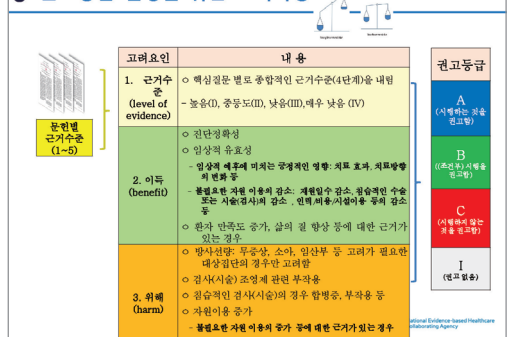 고려요인
내 용
권고등급
문헌별
근거수준
(1~5)
1. 근거수
준
(level of
evidence)
○ 핵심질문 별로 종합적인 근거수준(4단계)을 내림
- 높음(I), 중등도(II), 낮음(III),매우 낮음 (IV)
2. 이득
(benefit)
○ 진단정확성
○ 임상적 유효성
- 임상적 예후에 미치는 긍정적인 영향: 치료 효과, 치료방향
의 변화 등
- 불필요한 자원 이용의 감소: 재원일수 감소, 침습적인 수술
또는 시술(검사)의 감소 , 인력/비용/시설이용 등의 감소
등
○ 환자 만족도 증가, 삶의 질 향상 등에 대한 근거가
있는 경우
3. 위해
(harm)
○ 방사선량: 무증상, 소아, 임산부 등 고려가 필요한
대상집단의 경우만 고려함
○ 검사(시술) 조영제 관련 부작용
○ 침습적인 검사(시술)의 경우 합병증, 부작용 등
○ 자원이용 증가
- 불필요한 자원 이용의 증가 등에 대한 근거가 있는 경우
A
(시행하는 것을
권고함)
B
((조건부) 시행을
권고함)
C
(시행하지 않는
것을 권고함)
I
(권고 없음)
ational Evidence-based Healthcare
ollaborating Agency